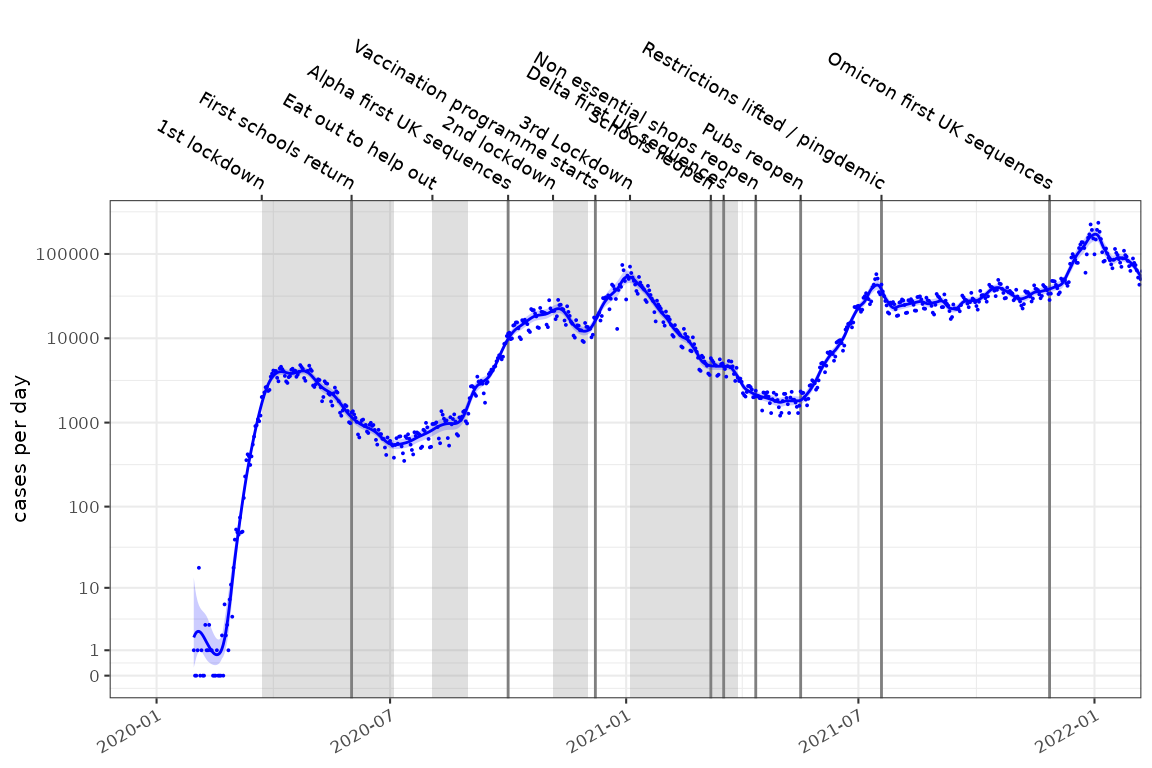 1st lockdown
First schools return
Eat out to help out
Alpha first UK sequences
2nd lockdown
Vaccination programme starts
3rd Lockdown
Schools reopen
Delta first UK sequences
Non essential shops reopen
Pubs reopen
Restrictions lifted / pingdemic
Omicron first UK sequences
cases per day
100000
10000
1000
100
10
1
0
2020-01
2020-07
2021-01
2021-07
2022-01